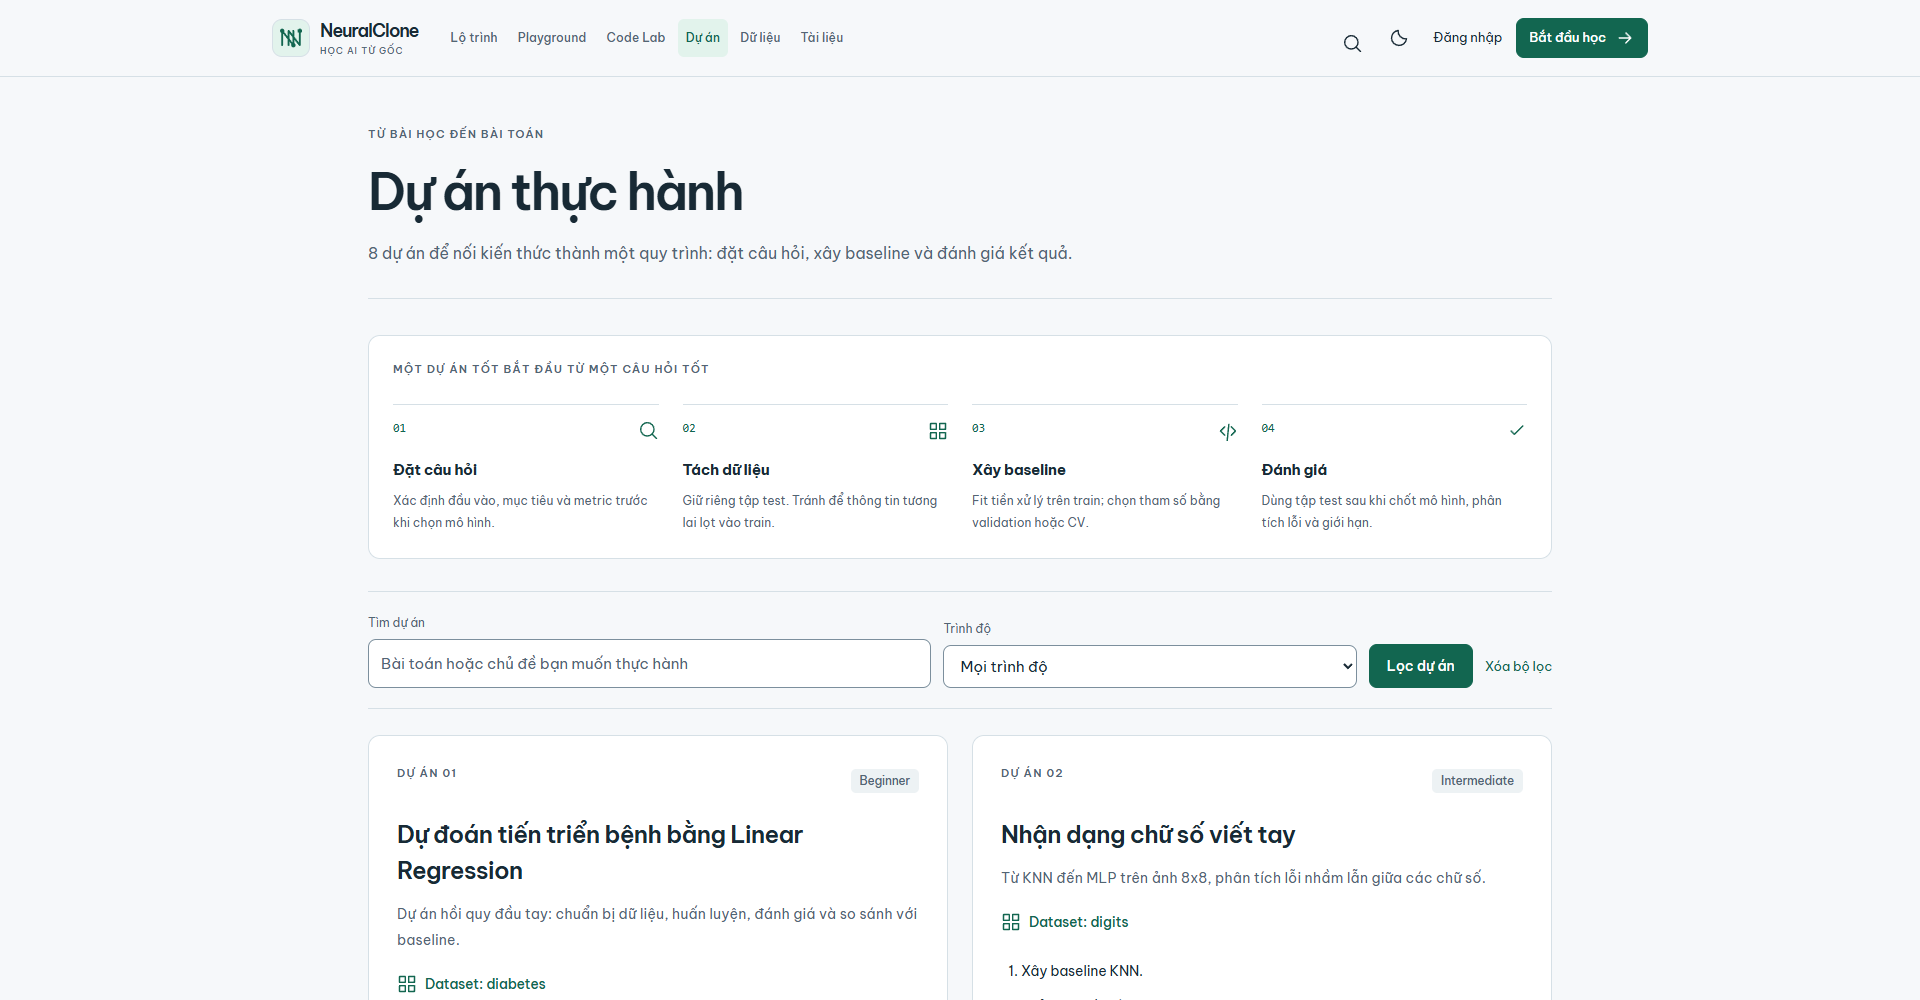 NeuralClone
HỌC AI TỪ GỐC
Lộ trình
Playground
Code Lab
Dự án
Dữ liệu
Tài liệu
Đăng nhập
Bắt đầu học
TỪ BÀI HỌC ĐẾN BÀI TOÁN
Dự án thực hành
8 dự án để nối kiến thức thành một quy trình: đặt câu hỏi, xây baseline và đánh giá kết quả.
MỘT DỰ ÁN TỐT BẮT ĐẦU TỪ MỘT CÂU HỎI TỐT
01
Đặt câu hỏi
Xác định đầu vào, mục tiêu và metric trước
khi chọn mô hình.
02
Tách dữ liệu
Giữ riêng tập test. Tránh để thông tin tương
lai lọt vào train.
03
Xây baseline
Fit tiền xử lý trên train; chọn tham số bằng
validation hoặc CV.
04
Đánh giá
Dùng tập test sau khi chốt mô hình, phân
tích lỗi và giới hạn.
Tìm dự án
Bài toán hoặc chủ đề bạn muốn thực hành
Trình độ
Mọi trình độ
Lọc dự án
Xóa bộ lọc
DỰ ÁN 01
Beginner
Dự đoán tiến triển bệnh bằng Linear
Regression
Dự án hồi quy đầu tay: chuẩn bị dữ liệu, huấn luyện, đánh giá và so sánh với
baseline.
Dataset: diabetes
DỰ ÁN 02
Intermediate
Nhận dạng chữ số viết tay
Từ KNN đến MLP trên ảnh 8x8, phân tích lỗi nhầm lẫn giữa các chữ số.
Dataset: digits
1. Xây baseline KNN.